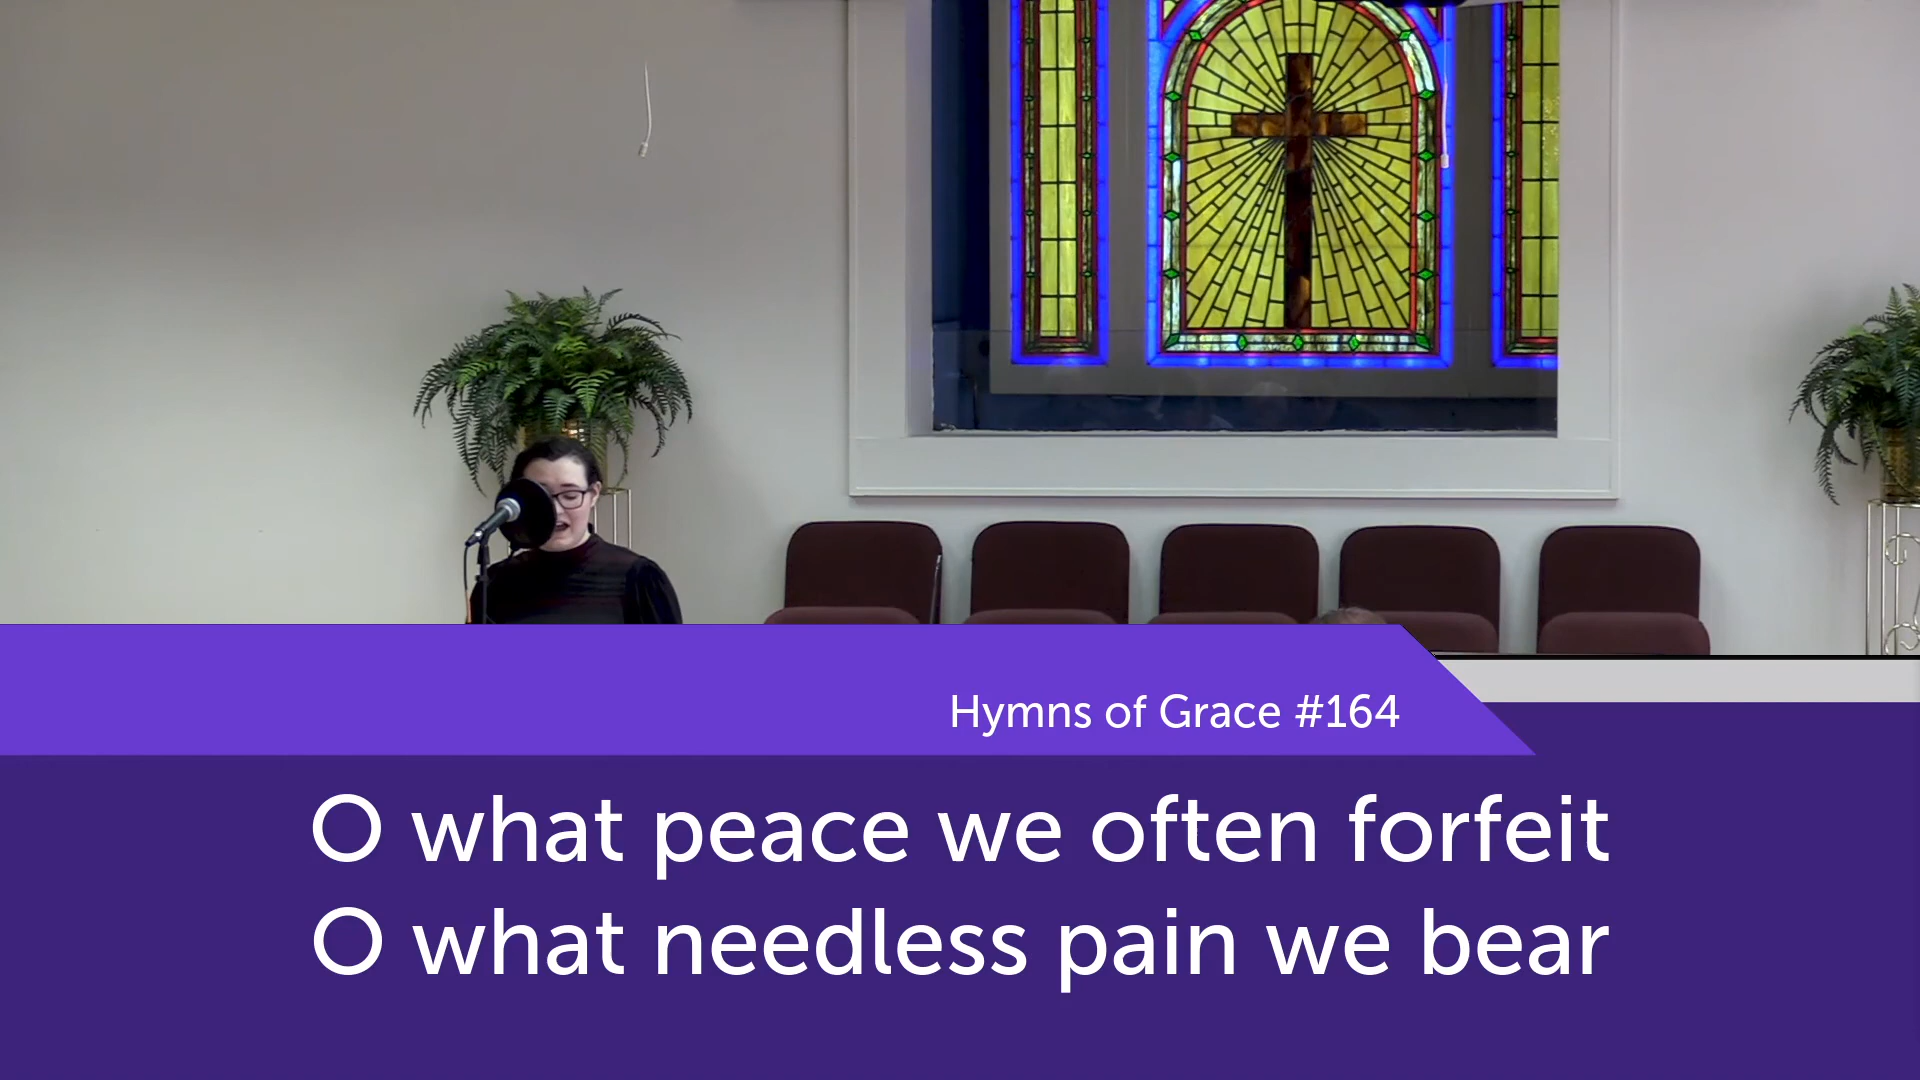 Hymns of Grace #164
O what peace we often forfeit
O what needless pain we bear